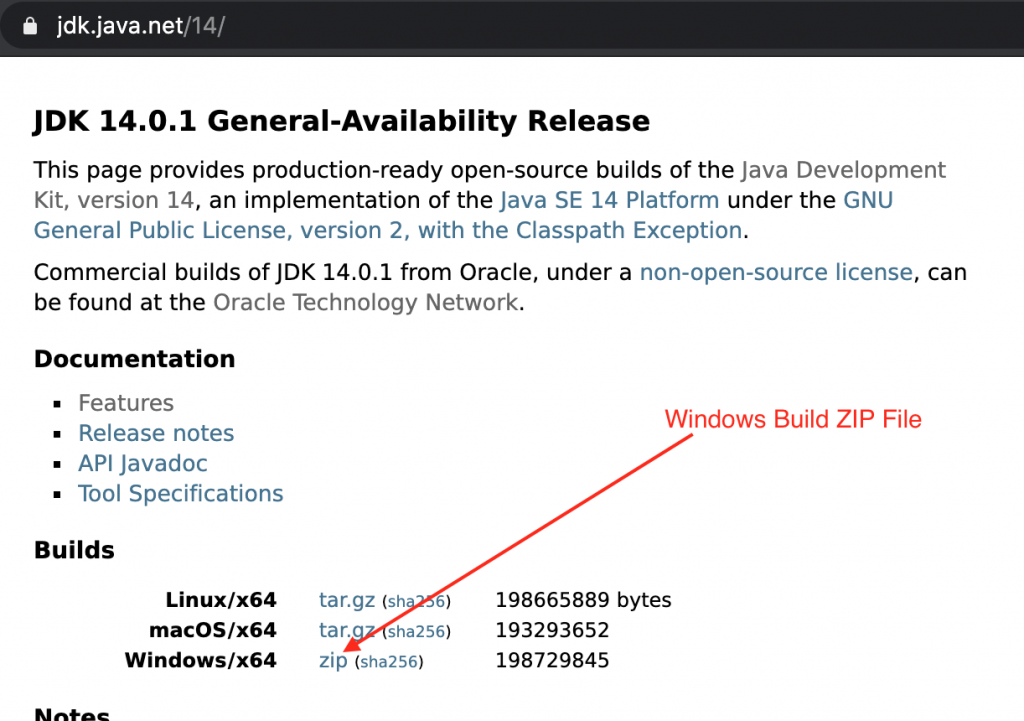 jdk.java.net/14/
JDK 14.0.1 General-Availability Release
This page provides production-ready open-source builds of the Java Development
Kit, version 14, an implementation of the Java SE 14 Platform under the GNU
General Public License, version 2, with the Classpath Exception.
Commercial builds of JDK 14.0.1 from Oracle, under a non-open-source license, can
be found at the Oracle Technology Network.
Documentation
▪ Features
▪ Release notes
▪ API Javadoc
▪ Tool Specifications
Windows Build ZIP File
Builds
Linux/x64 tar.gz (sha256) 198665889 bytes
macOS/x64 tar.gz (sha256) 193293652
Windows/x64 zip (sha256) 198729845
Notes